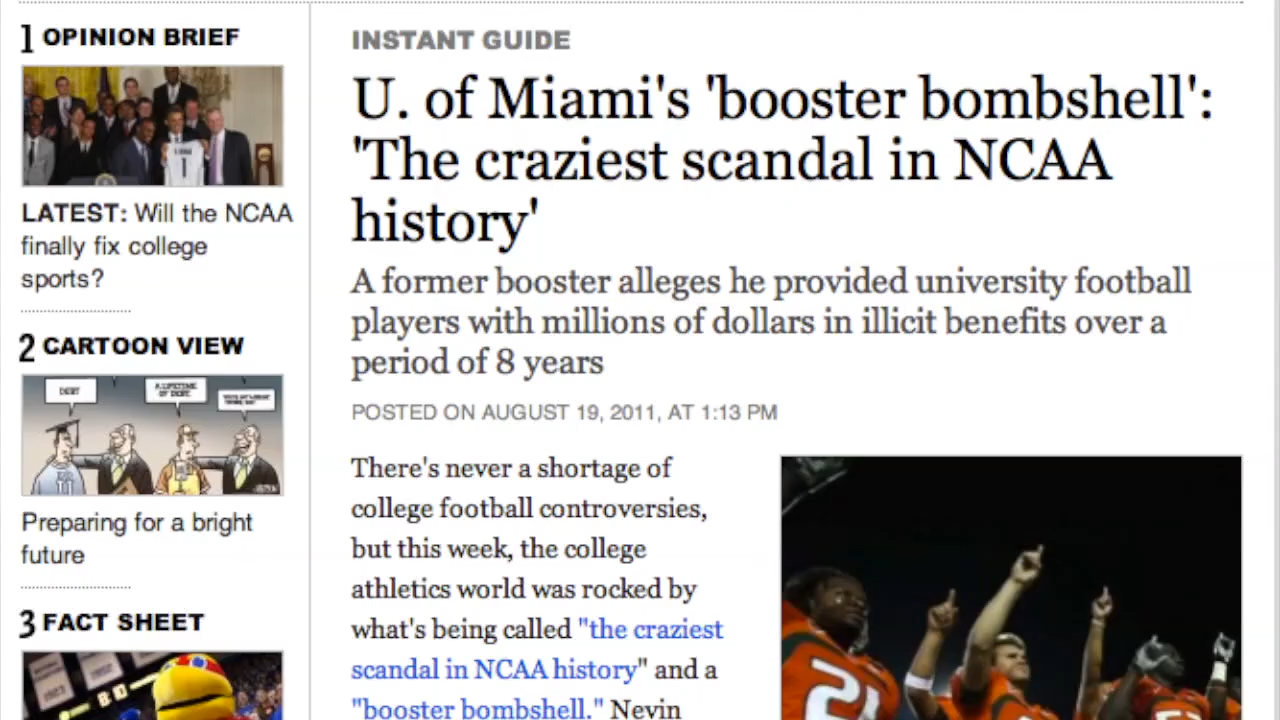 1 OPINION BRIEF
LATEST: Will the NCAA
finally fix college
sports?
2 CARTOON VIEW
DEBT
A LIFETIME
OF DEBT
Preparing for a bright
future
3 FACT SHEET
INSTANT GUIDE
U. of Miami's 'booster bombshell':
'The craziest scandal in NCAA
history'
A former booster alleges he provided university football
players with millions of dollars in illicit benefits over a
period of 8 years
POSTED ON AUGUST 19, 2011, AT 1:13 PM
There's never a shortage of
college football controversies,
but this week, the college
athletics world was rocked by
what's being called "the craziest
scandal in NCAA history" and a
"booster bombshell." Nevin